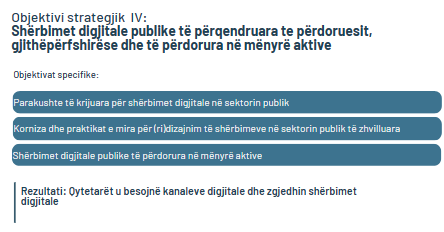 Objektivi strategjik IV:
Shërbimet digjitale publike të përqendruara te përdoruesit,
gjithëpërfshirëse dhe të përdorura në mënyrë aktive
Objektivat specifike:
Parakushte të krijuara për shërbimet digjitale në sektorin publik
Korniza dhe praktikat e mira për (ri)dizajnim të shërbimeve në sektorin publik të zhvilluara
Shërbimet digjitale publike të përdorura në mënyrë aktive
Rezultati: Qytetarët u besojnë kanaleve digjitale dhe zgjedhin shërbimet
digjitale